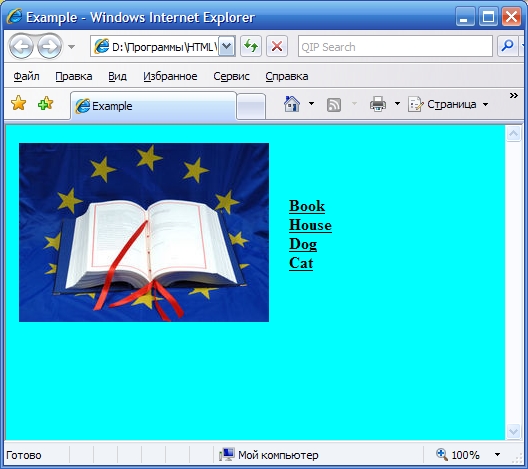 Example - Windows Internet Explorer
D:\Программы\HTML\
QIP Search
Файл Правка Вид Избранное Сервис Справка
Example
Страница
»
Book
House
Dog
Cat
Готово
Мой компьютер
100%